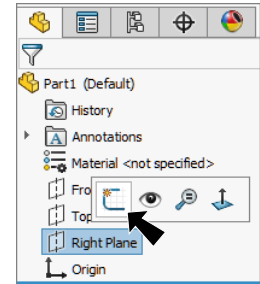 Part1 (Default)
History
Annotations
Material <not specified>
Fro
Top
Right Plane
Origin